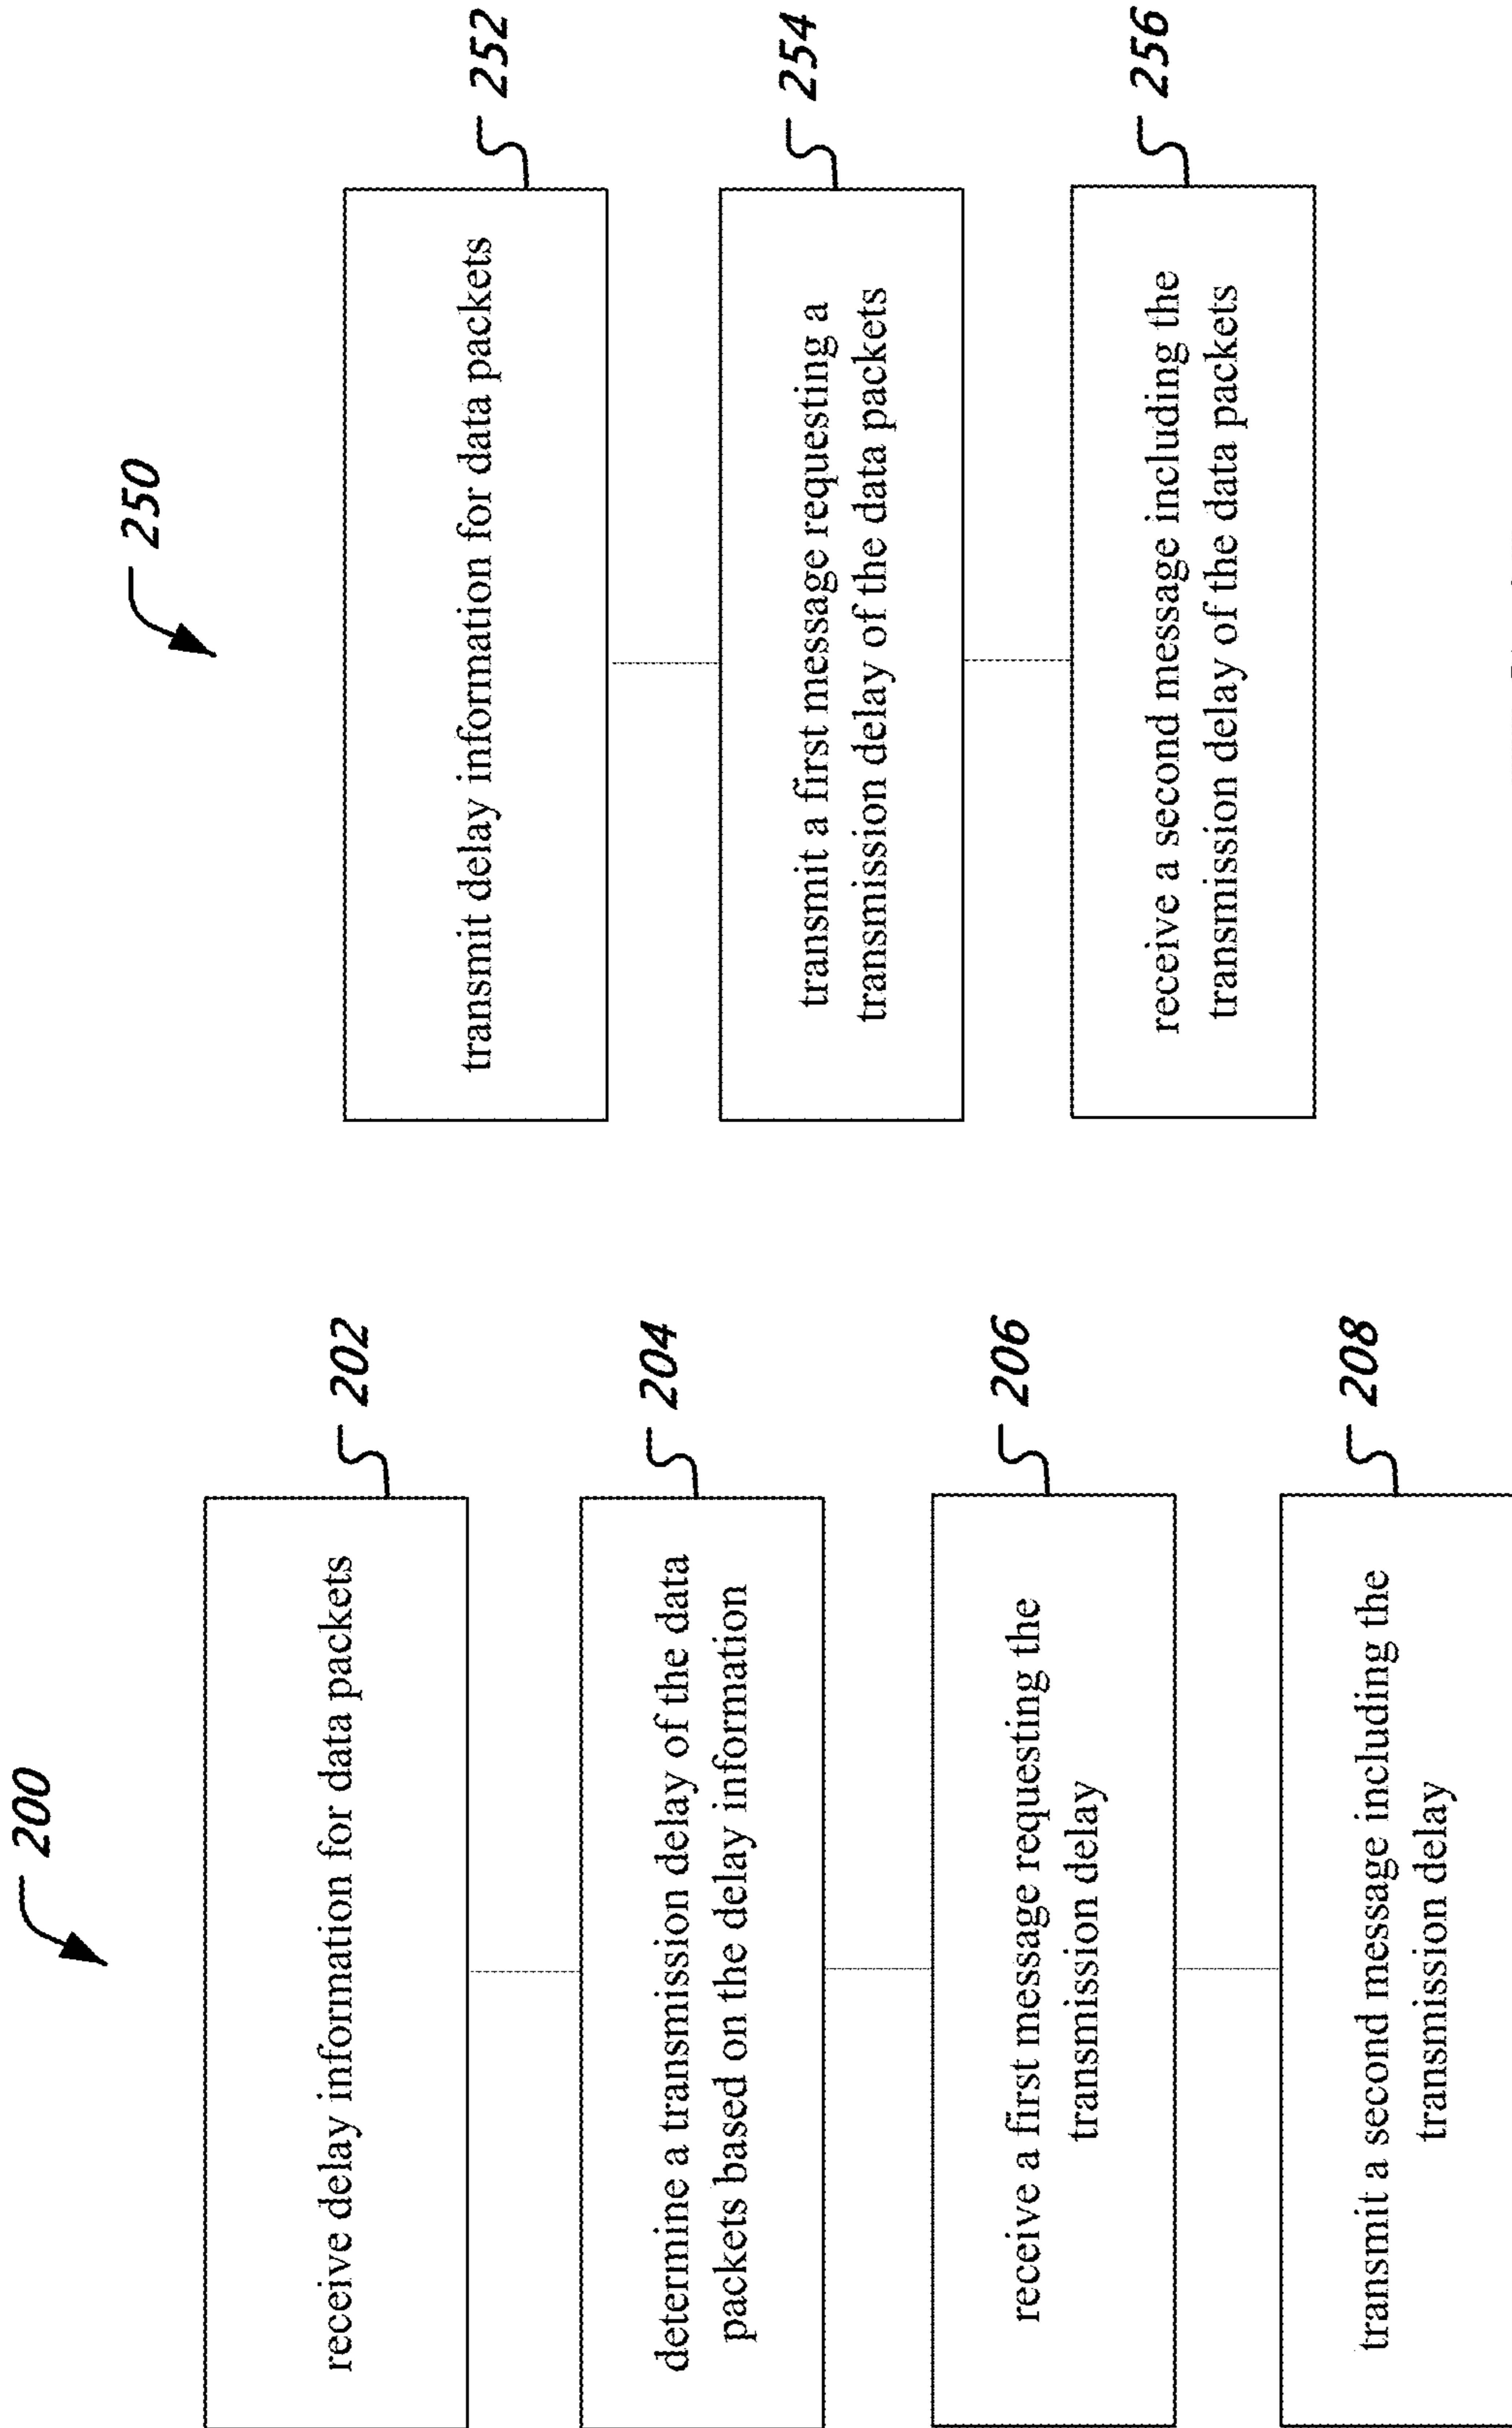 200
receive delay information for data packets
202
determine a transmission delay of the data
packets based on the delay information
204
receive a first message requesting the
transmission delay
206
transmit a second message including the
transmission delay
208
250
transmit delay information for data packets
252
transmit a first message requesting a
transmission delay of the data packets
254
receive a second message including the
transmission delay of the data packets
256